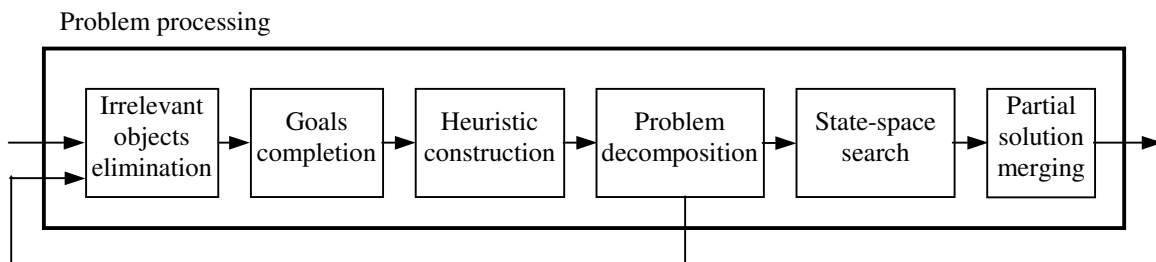 Problem processing
Irrelevant
objects
elimination
Goals
completion
Heuristic
construction
Problem
decomposition
State-space
search
Partial
solution
merging